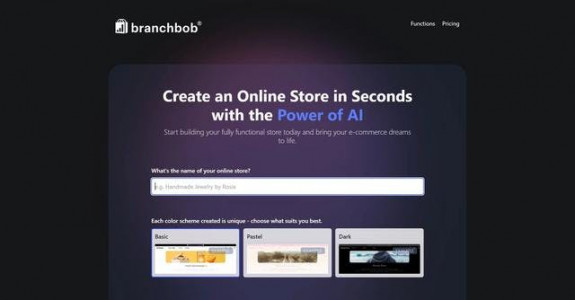 branchbob®
Functions Pricing
Create an Online Store in Seconds
with the Power of AI
Start building your fully functional store today and bring your e-commerce dreams
to life.
What's the name of your online store?
e.g. Handmade Jewelry by Rosie
Each color scheme created is unique - choose what suits you best.
Basic Pastel Dark